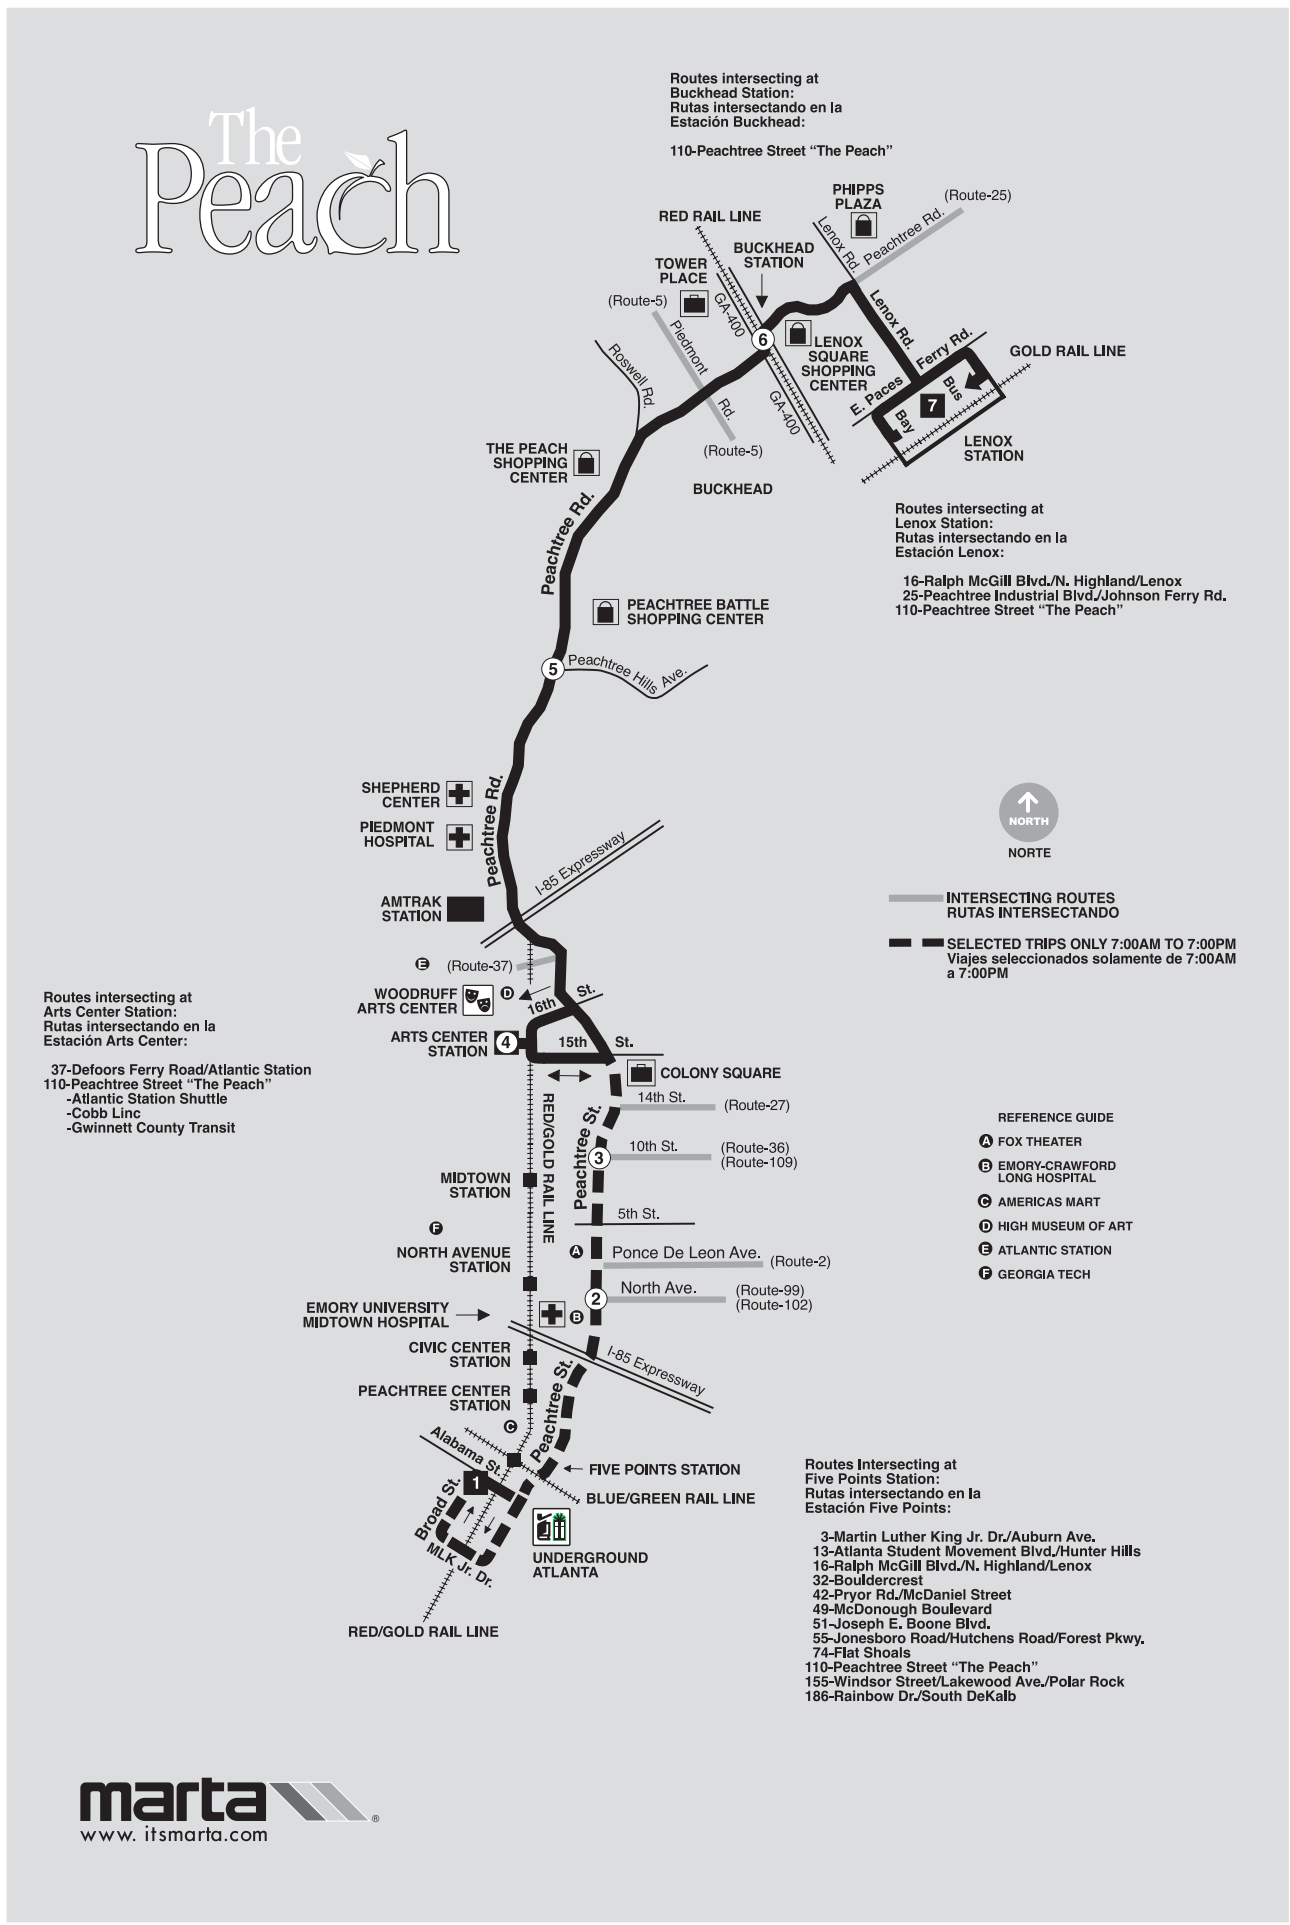 The
Peach
Routes intersecting at
Buckhead Station:
Rutas intersectando en la
Estación Buckhead:
110-Peachtree Street “The Peach”
PHIPPS
PLAZA
(Route-25)
Lenox Rd.
Peachtree Rd.
RED RAIL LINE
BUCKHEAD
STATION
TOWER
PLACE
(Route-5)
GA-400
Piedmont
Rd.
Roswell Rd.
6
LENOX
SQUARE
SHOPPING
CENTER
Lenox Rd.
E. Paces
Ferry Rd.
GOLD RAIL LINE
Bus
Bay
7
GA-400
LENOX
STATION
(Route-5)
THE PEACH
SHOPPING
CENTER
BUCKHEAD
Peachtree Rd.
Routes intersecting at
Lenox Station:
Rutas intersectando en la
Estación Lenox:
16-Ralph McGill Blvd./N. Highland/Lenox
25-Peachtree Industrial Blvd./Johnson Ferry Rd.
110-Peachtree Street “The Peach”
PEACHTREE BATTLE
SHOPPING CENTER
5
Peachtree Hills Ave.
SHEPHERD
CENTER
PIEDMONT
HOSPITAL
Peachtree Rd.
I-85 Expressway
NORTH
NORTE
AMTRAK
STATION
INTERSECTING ROUTES
RUTAS INTERSECTANDO
SELECTED TRIPS ONLY 7:00AM TO 7:00PM
Viajes seleccionados solamente de 7:00AM
a 7:00PM
E
(Route-37)
WOODRUFF
ARTS CENTER
D
16th St.
ARTS CENTER
STATION
4
15th St.
Routes intersecting at
Arts Center Station:
Rutas intersectando en la
Estación Arts Center:
37-Defoors Ferry Road/Atlantic Station
110-Peachtree Street “The Peach”
-Atlantic Station Shuttle
-Cobb Linc
-Gwinnett County Transit
COLONY SQUARE
14th St.
(Route-27)
RED/GOLD RAIL LINE
Peachtree St.
3
10th St.
(Route-36)
(Route-109)
MIDTOWN
STATION
5th St.
F
NORTH AVENUE
STATION
A
Ponce De Leon Ave.
(Route-2)
2
North Ave.
(Route-99)
(Route-102)
REFERENCE GUIDE
A FOX THEATER
B EMORY-CRAWFORD
LONG HOSPITAL
C AMERICAS MART
D HIGH MUSEUM OF ART
E ATLANTIC STATION
F GEORGIA TECH
EMORY UNIVERSITY
MIDTOWN HOSPITAL
B
CIVIC CENTER
STATION
I-85 Expressway
PEACHTREE CENTER
STATION
Peachtree St.
C
Alabama St.
FIVE POINTS STATION
1
BLUE/GREEN RAIL LINE
Broad St.
MLK Jr. Dr.
UNDERGROUND
ATLANTA
RED/GOLD RAIL LINE
Routes Intersecting at
Five Points Station:
Rutas intersectando en la
Estación Five Points:
3-Martin Luther King Jr. Dr./Auburn Ave.
13-Atlanta Student Movement Blvd./Hunter Hills
16-Ralph McGill Blvd./N. Highland/Lenox
32-Bouldercrest
42-Pryor Rd./McDaniel Street
49-McDonough Boulevard
51-Joseph E. Boone Blvd.
55-Jonesboro Road/Hutchens Road/Forest Pkwy.
74-Flat Shoals
110-Peachtree Street “The Peach”
155-Windsor Street/Lakewood Ave./Polar Rock
186-Rainbow Dr./South DeKalb
marta ®
www. itsmarta.com